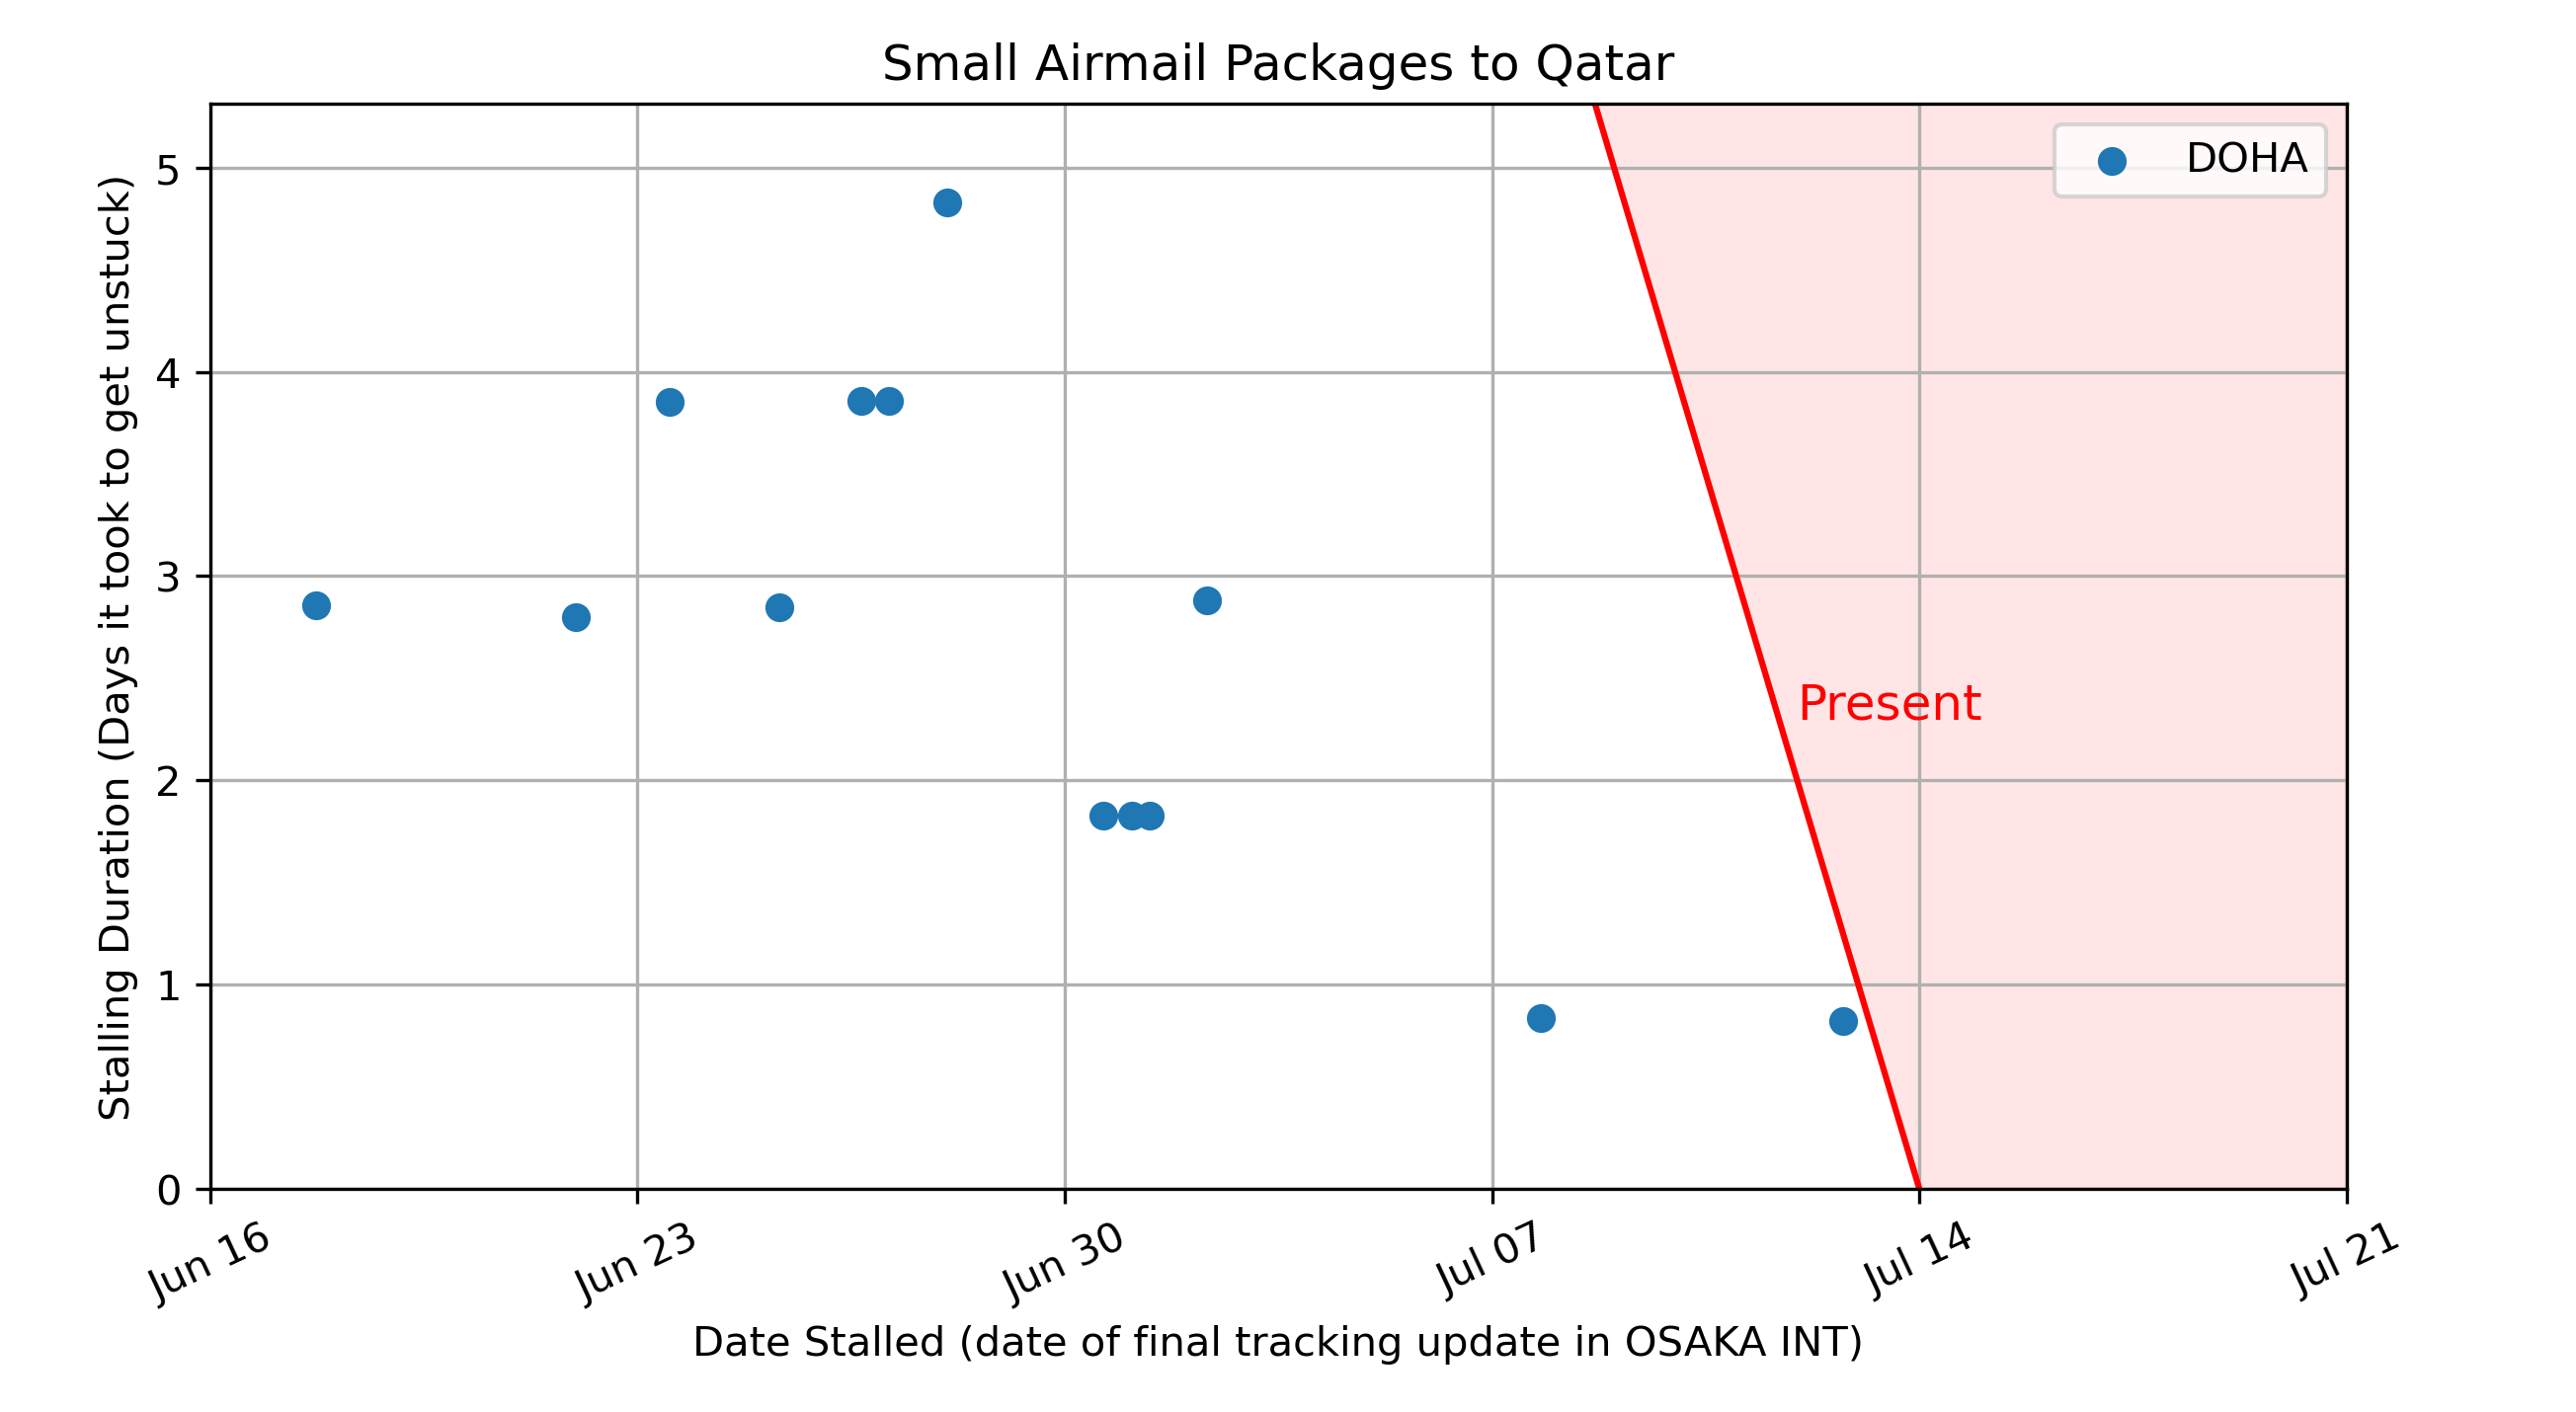 Small Airmail Packages to Qatar
DOHA
Present
Stalling Duration (Days it took to get unstuck)
5
4
3
2
1
0
Jun 16
Jun 23
Jun 30
Jul 07
Jul 14
Jul 21
Date Stalled (date of final tracking update in OSAKA INT)